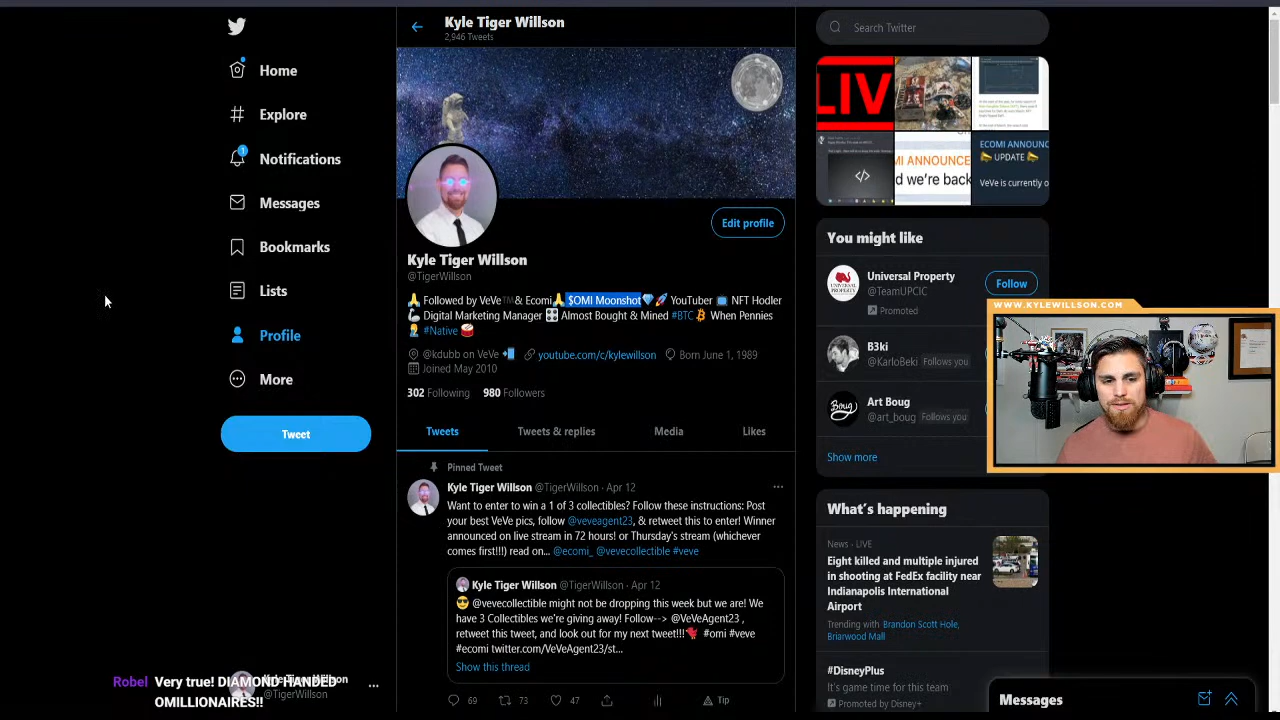 Kyle Tiger Willson
2,946 Tweets
Search Twitter
Home
Explore
Notifications
1
Messages
Bookmarks
Lists
Profile
More
Tweet
Edit profile
Kyle Tiger Willson
@TigerWillson
🙏 Followed by VeVe™& Ecomi🙏 $OMI Moonshot💎 🚀 YouTuber NFT Hodler
Digital Marketing Manager Almost Bought & Mined #BTC When Pennies
#Native 🥁
@kdubb on VeVe 📲 youtube.com/c/kylewillson Born June 1, 1989
Joined May 2010
302 Following 980 Followers
Tweets Tweets & replies Media Likes
Pinned Tweet
Kyle Tiger Willson @TigerWillson · Apr 12 ...
Want to enter to win a 1 of 3 collectibles? Follow these instructions: Post
your best VeVe pics, follow @veveagent23, & retweet this to enter! Winner
announced on live stream in 72 hours! or Thursday's stream (whichever
comes first!!!) read on... @ecomi_ @vevecollectible #veve
Kyle Tiger Willson @TigerWillson · Apr 12
😎 @vevecollectible might not be dropping this week but we are! We
have 3 Collectibles we're giving away! Follow--> @VeVeAgent23 ,
retweet this tweet, and look out for my next tweet!!! #omi #veve
#ecomi twitter.com/VeVeAgent23/st...
Show this thread
69 73 47 Tip
LIV
MI ANNOUNCE
d we're back
ECOMI ANNOUNC
UPDATE
VeVe is currently o
You might like
Universal Property
@TeamUPCIC
Promoted
Follow
B3ki
@KarloBeki Follows you
Art Boug
@art_boug Follows you
Show more
WWW.KYLEWILLSON.COM
What's happening
News · LIVE
Eight killed and multiple injured
in shooting at FedEx facility near
Indianapolis International
Airport
Trending with Brandon Scott Hole,
Briarwood Mall
#DisneyPlus
It's game time for this team
Promoted by Disney+
Messages
Robel Very true! DIAMOND HANDED
OMILLIONAIRES!!
@TigerWillson